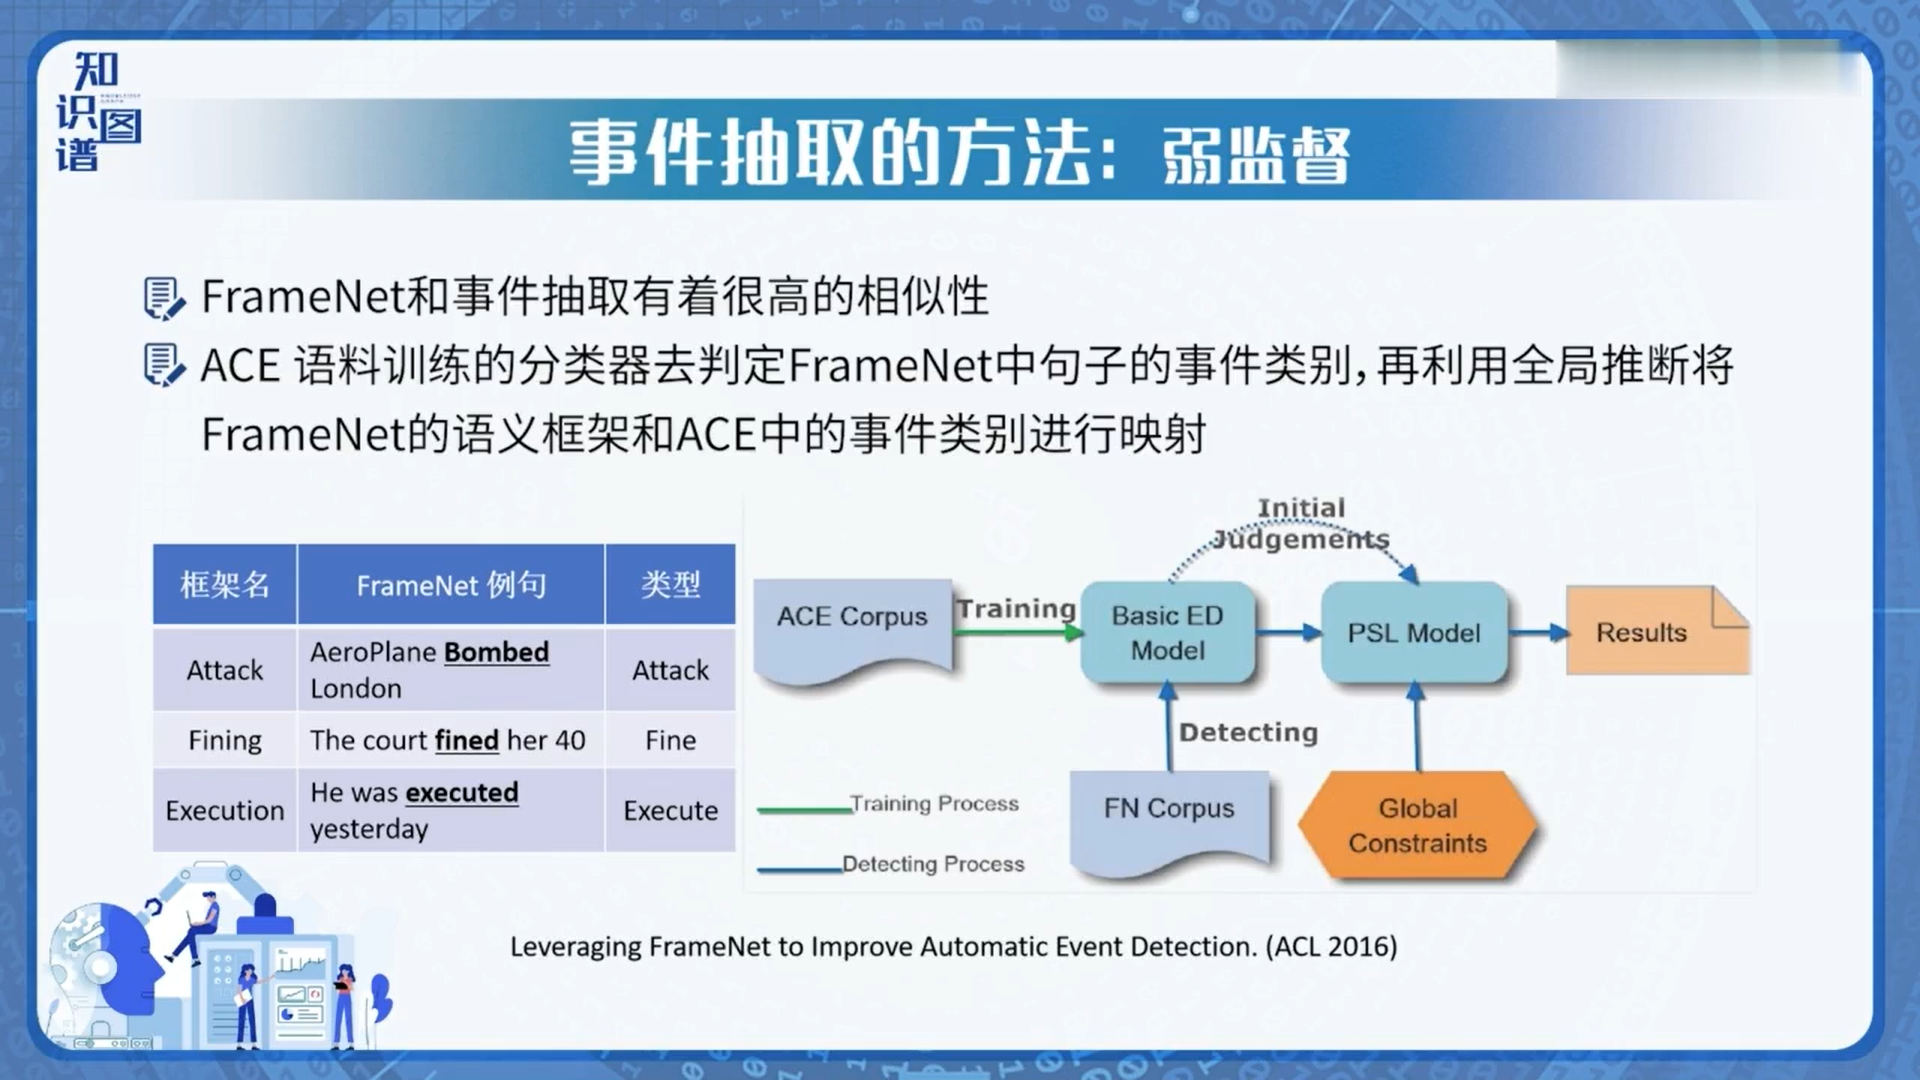 知
识图
谱
事件抽取的方法：弱监督
FrameNet和事件抽取有着很高的相似性
ACE 语料训练的分类器去判定FrameNet中句子的事件类别，再利用全局推断将
FrameNet的语义框架和ACE中的事件类别进行映射
框架名 FrameNet 例句 类型
Attack AeroPlane Bombed London Attack
Fining The court fined her 40 Fine
Execution He was executed yesterday Execute
Initial
Judgements
ACE Corpus
Training
Basic ED
Model
PSL Model
Results
Detecting
Training Process
Detecting Process
FN Corpus
Global
Constraints
Leveraging FrameNet to Improve Automatic Event Detection. (ACL 2016)